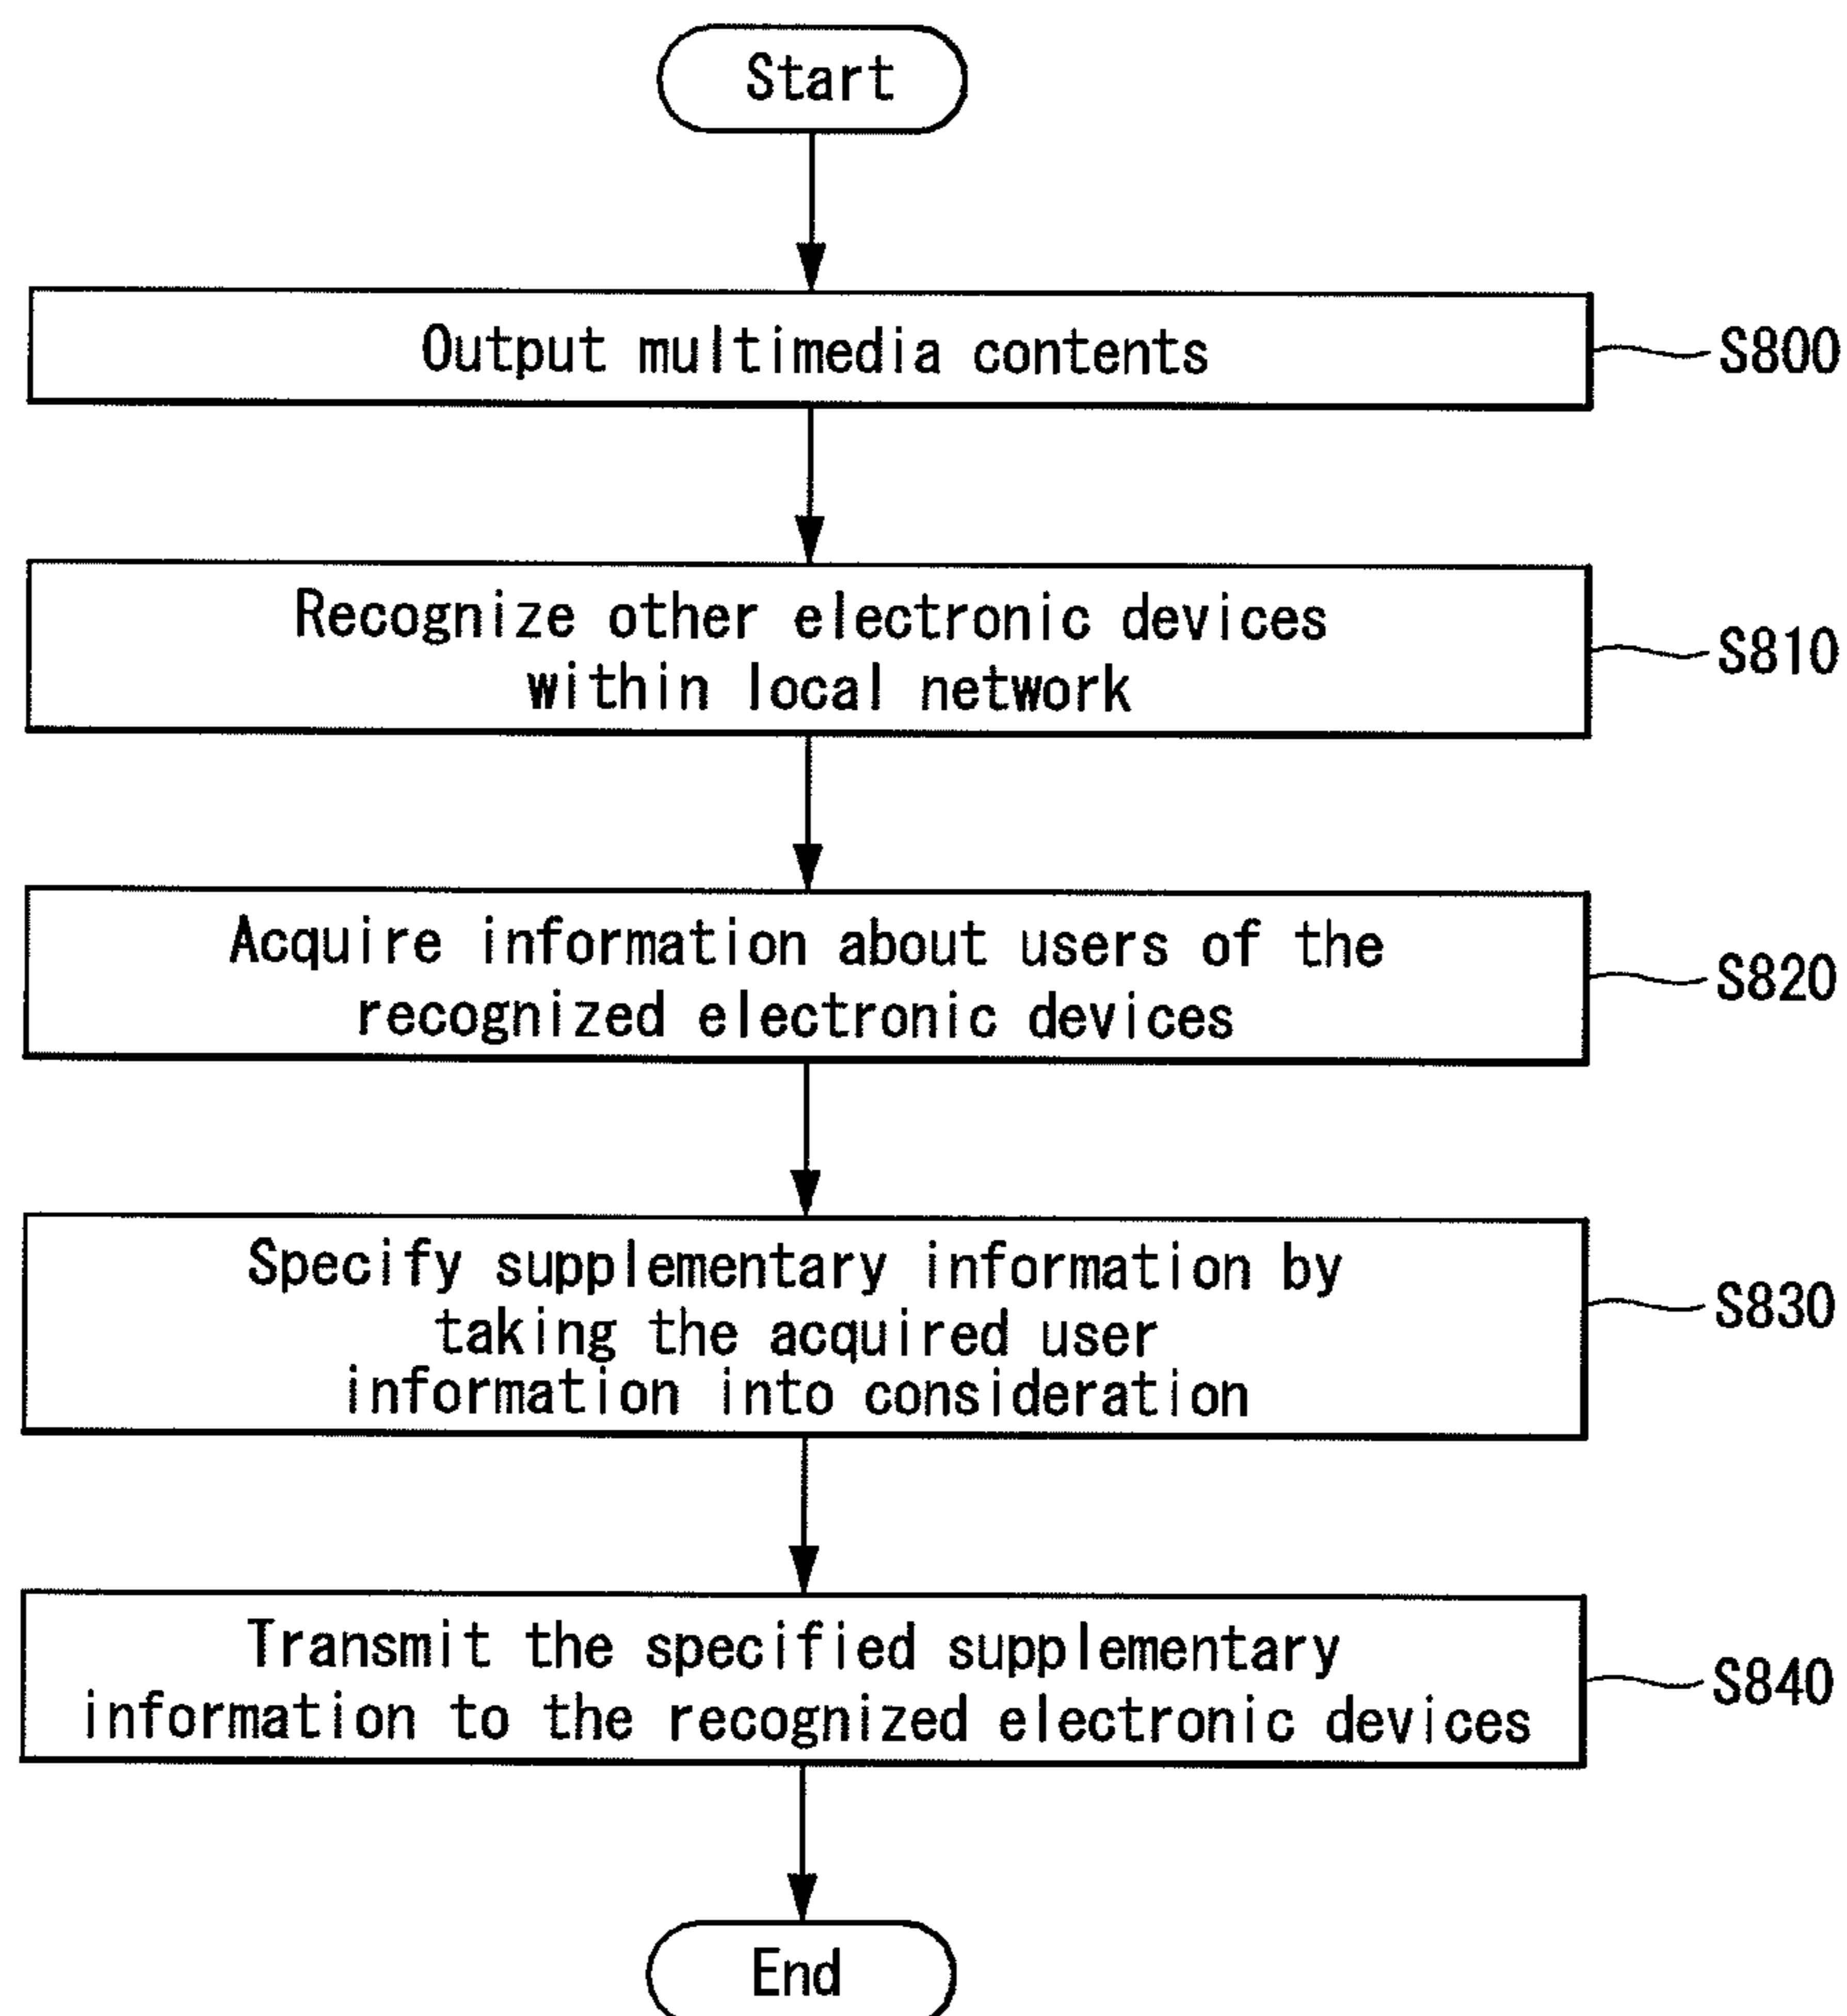 Start
Output multimedia contents
S800
Recognize other electronic devices
within local network
S810
Acquire information about users of the
recognized electronic devices
S820
Specify supplementary information by
taking the acquired user
information into consideration
S830
Transmit the specified supplementary
information to the recognized electronic devices
S840
End